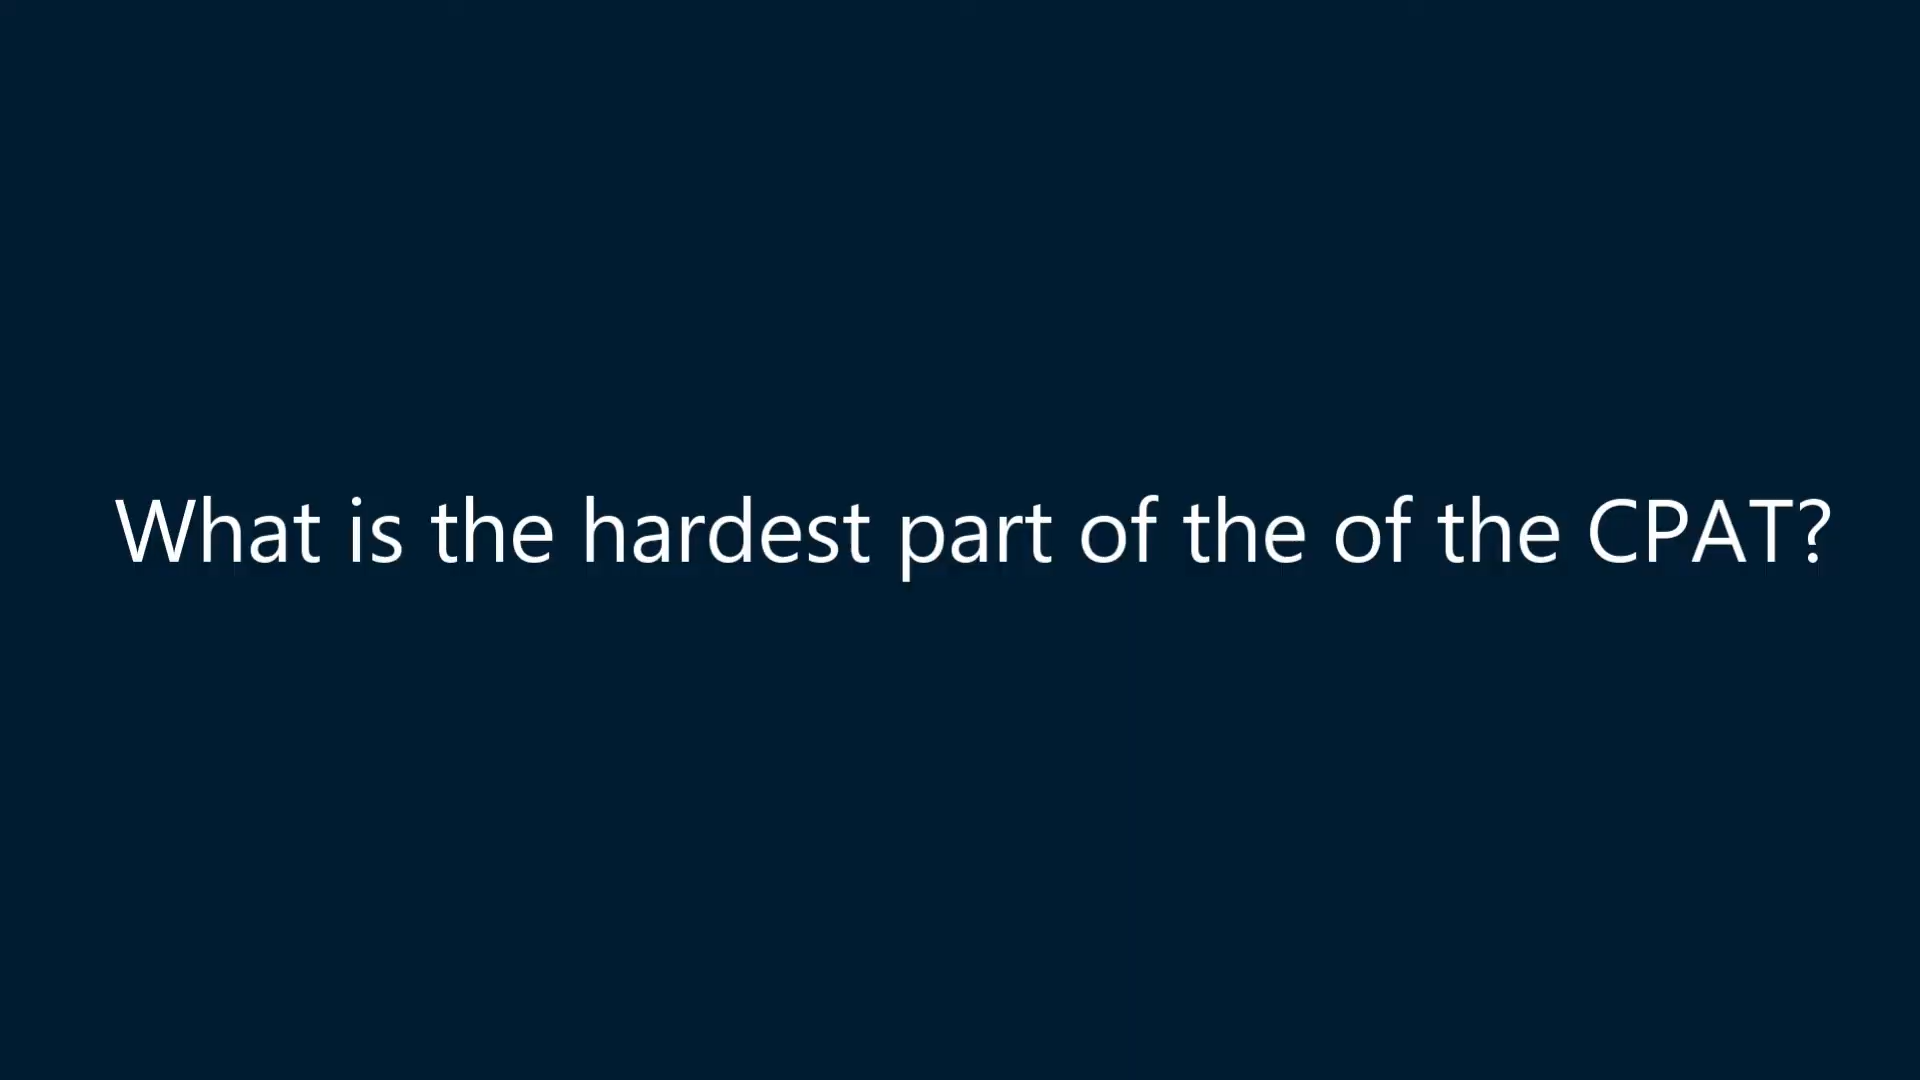 What is the hardest part of the of the CPAT?